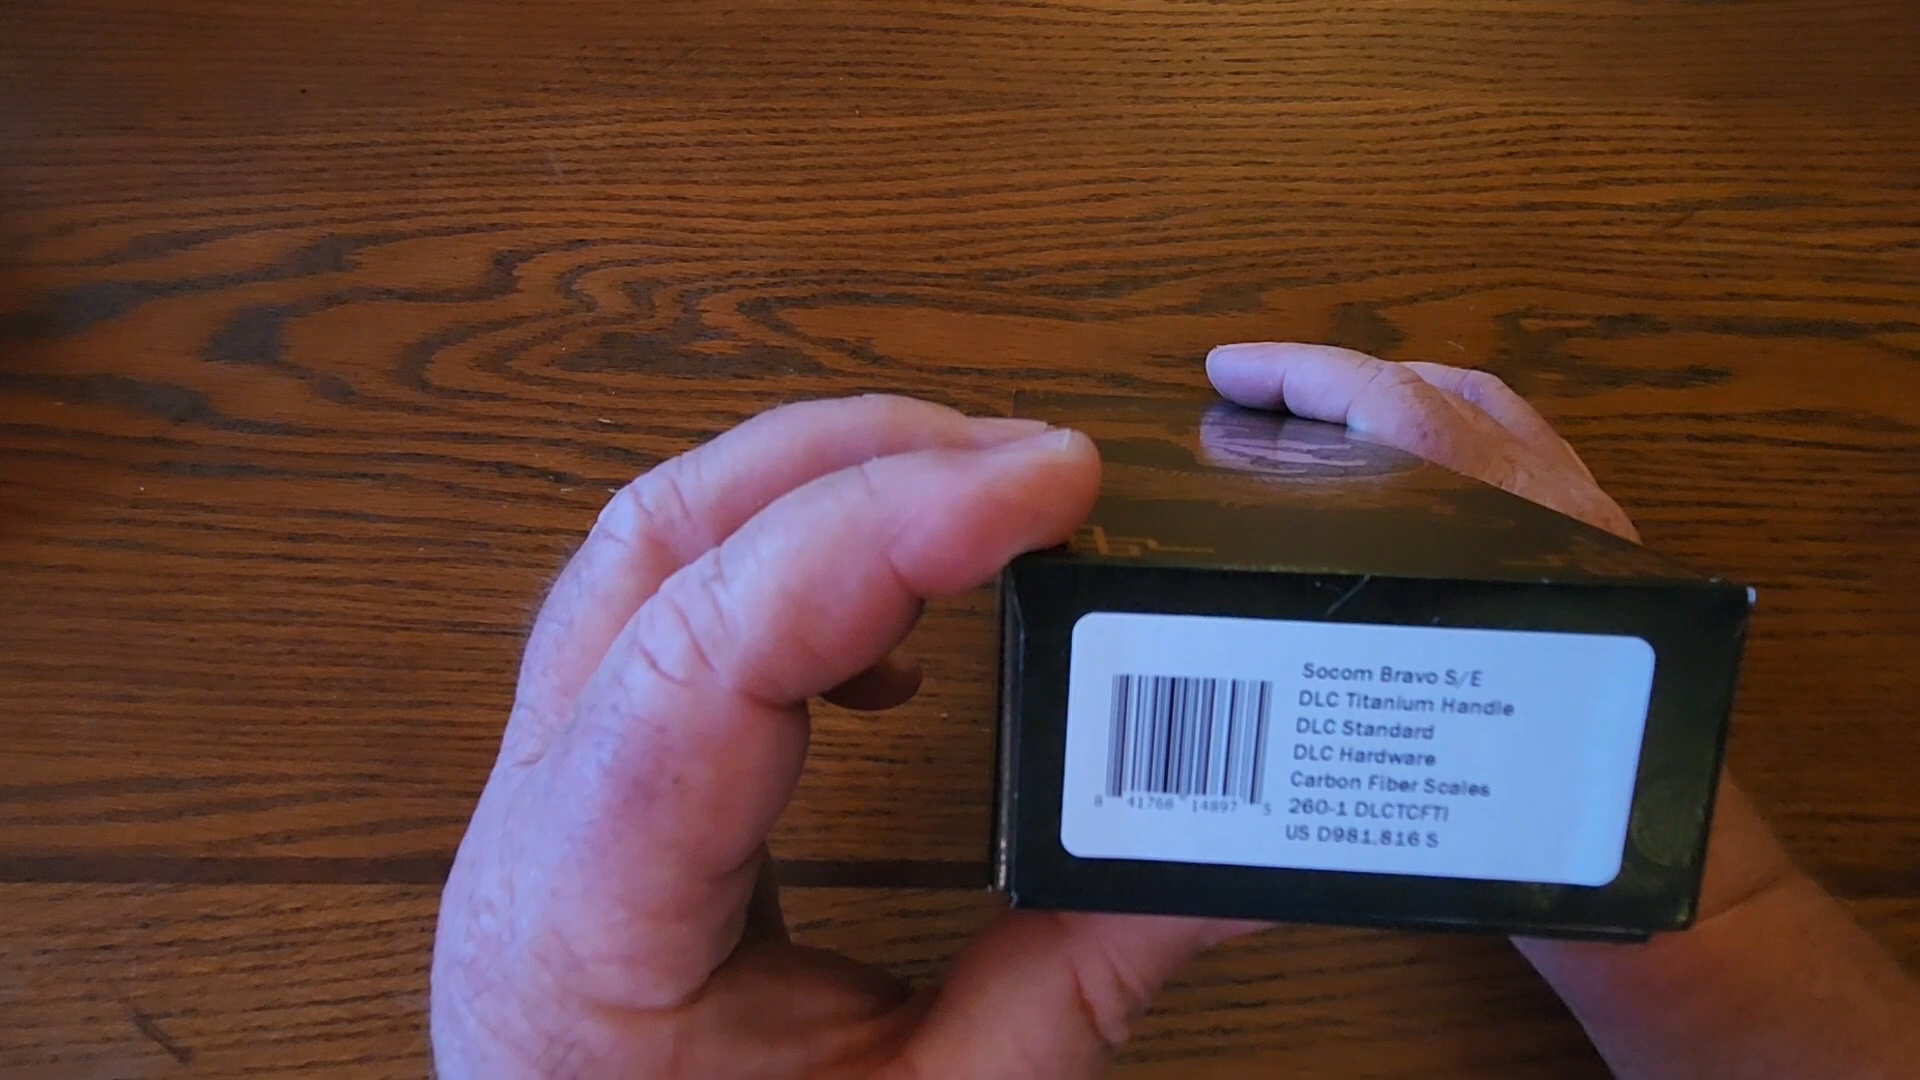 Socom Bravo S/E
DLC Titanium Handle
DLC Standard
DLC Hardware
Carbon Fiber Scales
260-1 DLCTCFTI
US D981,816 S
8 41768 14897 5